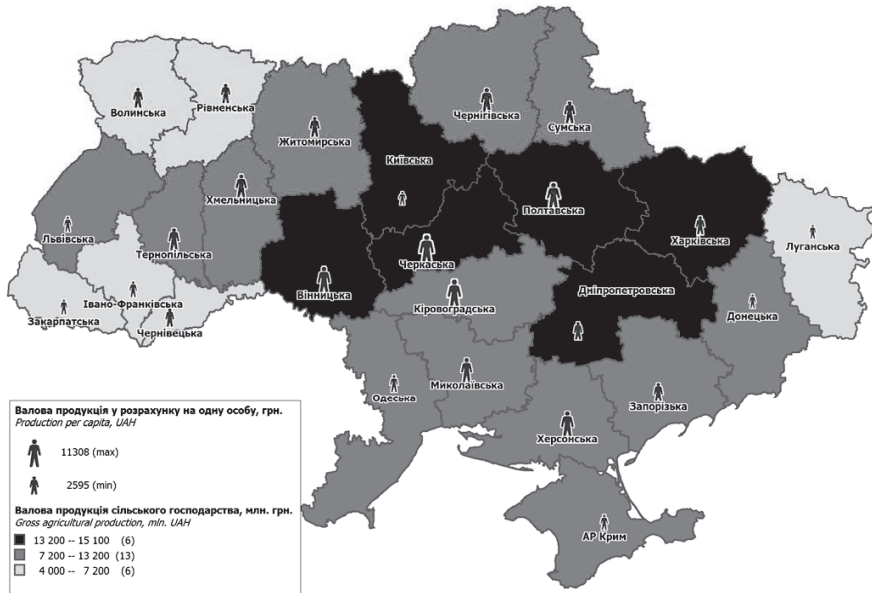 Волинська
Рівненська
Житомирська
Київська
Чернігівська
Сумська
Львівська
Тернопільська
Хмельницька
Полтавська
Харківська
Луганська
Черкаська
Вінницька
Івано-Франківська
Закарпатська
Чернівецька
Кіровоградська
Дніпропетровська
Донецька
Одеська
Миколаївська
Запорізька
Херсонська
АР Крим
Валова продукція у розрахунку на одну особу, грн.
Production per capita, UAH
11308 (max)
2595 (min)
Валова продукція сільського господарства, млн. грн.
Gross agricultural production, mln. UAH
13 200 -- 15 100 (6)
7 200 -- 13 200 (13)
4 000 -- 7 200 (6)